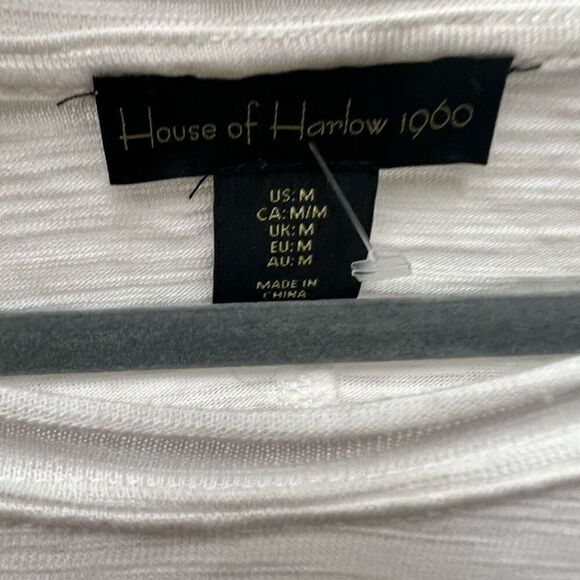 House of Harlow 1960
US: M
CA: M/M
UK: M
EU: M
AU: M
MADE IN
CHINA